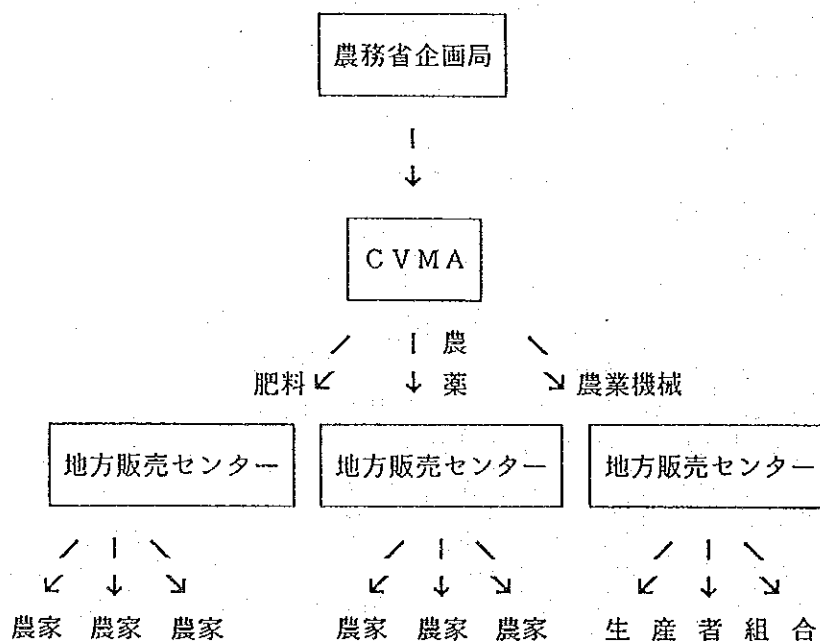 農務省企画局
CVMA
肥料 農薬 農業機械
地方販売センター 地方販売センター 地方販売センター
農家 農家 農家 農家 農家 農家 生産者組合